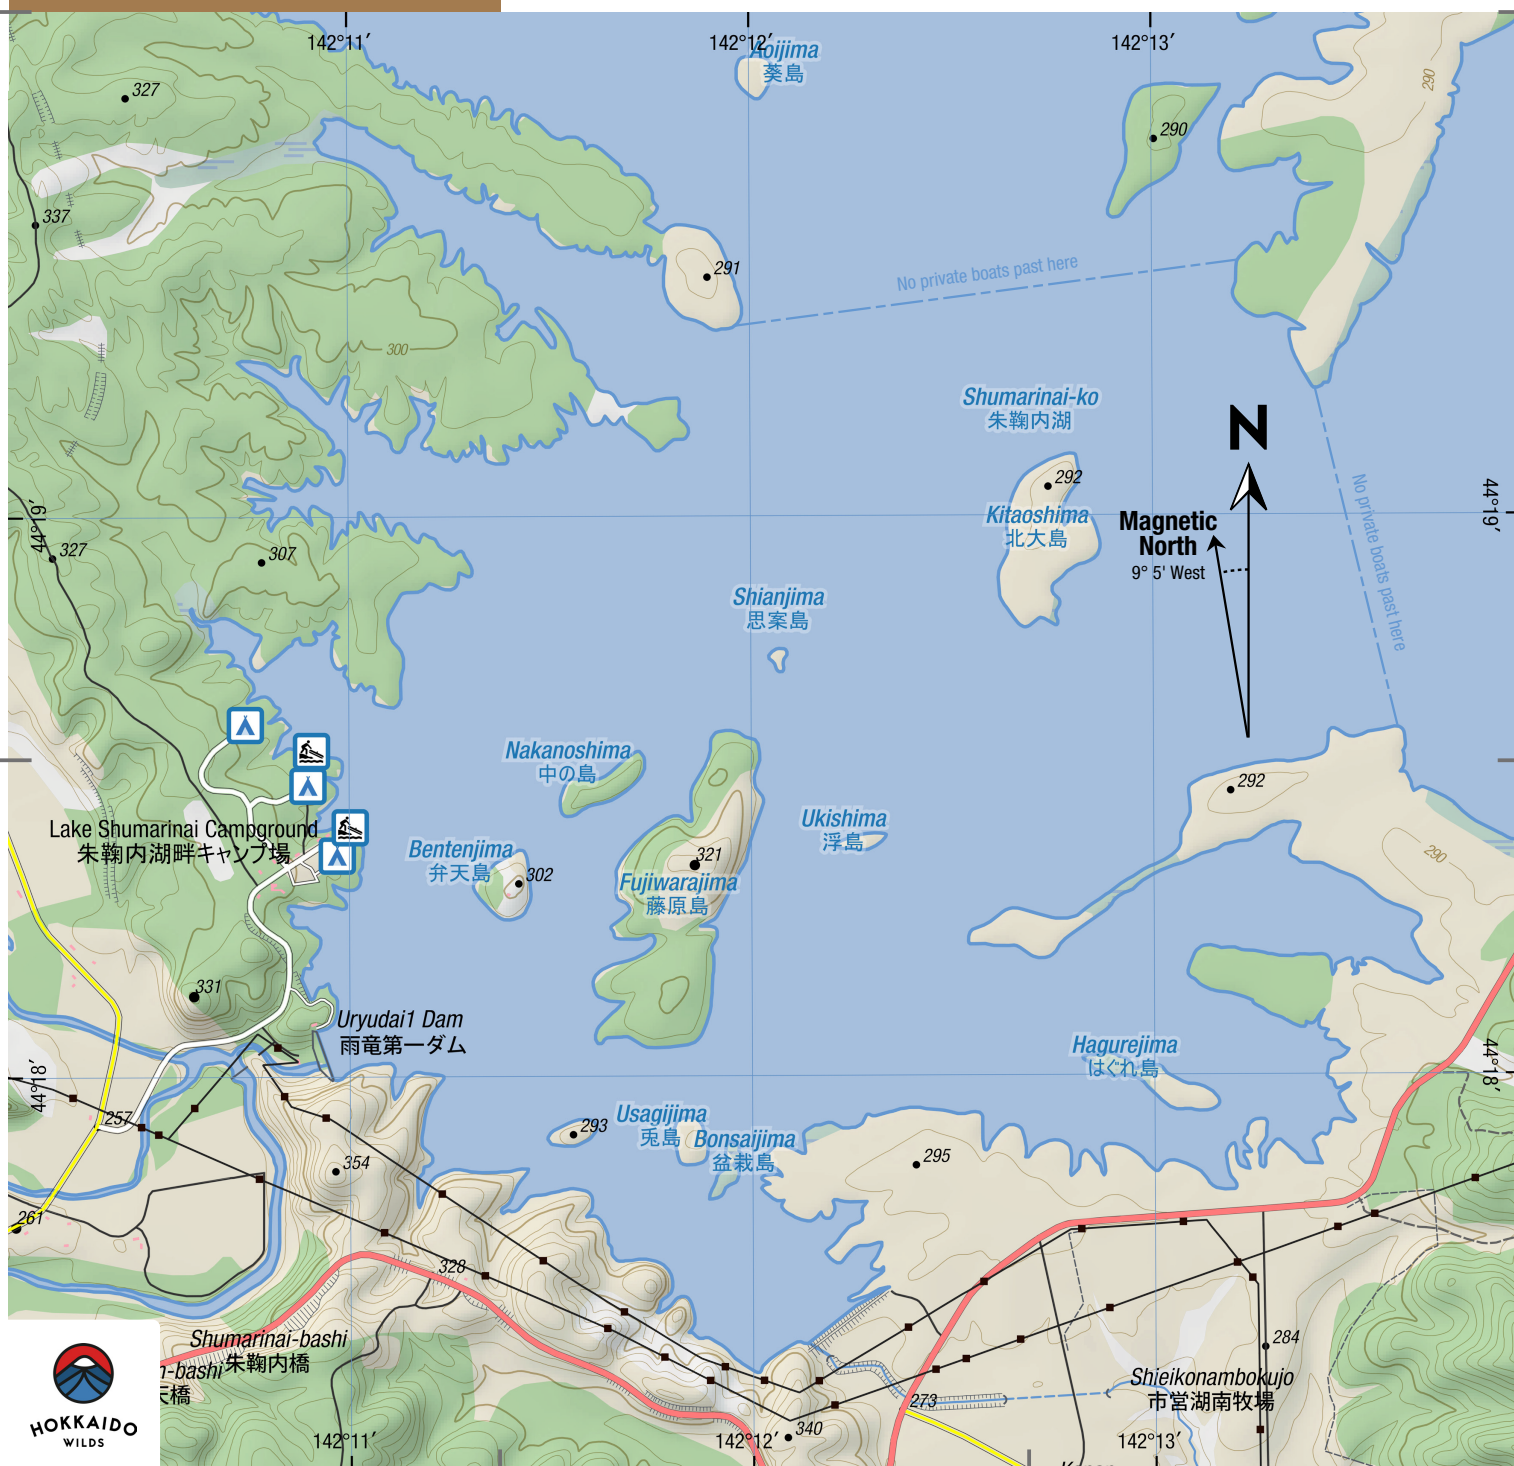 142°11′
142°12′
142°13′
Aoijima
葵島
327
290
290
337
291
No private boats past here
300
Shumarinai-ko
朱鞠内湖
N
292
Kitaoshima
北大島
Magnetic
North
9° 5' West
44°19′
44°19′
327
307
No private boats past here
Shianjima
思案島
Nakanoshima
中の島
292
Ukishima
浮島
Lake Shumarinai Campground
朱鞠内湖畔キャンプ場
Bentenjima
弁天島
302
321
Fujiwarajima
藤原島
290
331
Uryudai1 Dam
雨竜第一ダム
Hagurejima
はぐれ島
44°18′
44°18′
257
293
Usagijima
兎島
Bonsaijima
盆栽島
295
354
261
328
Shumarinai-bashi
朱鞠内橋
n-bashi
天橋
284
Shieikonambokujo
市営湖南牧場
273
340
HOKKAIDO
WILDS
142°11′
142°12′
142°13′